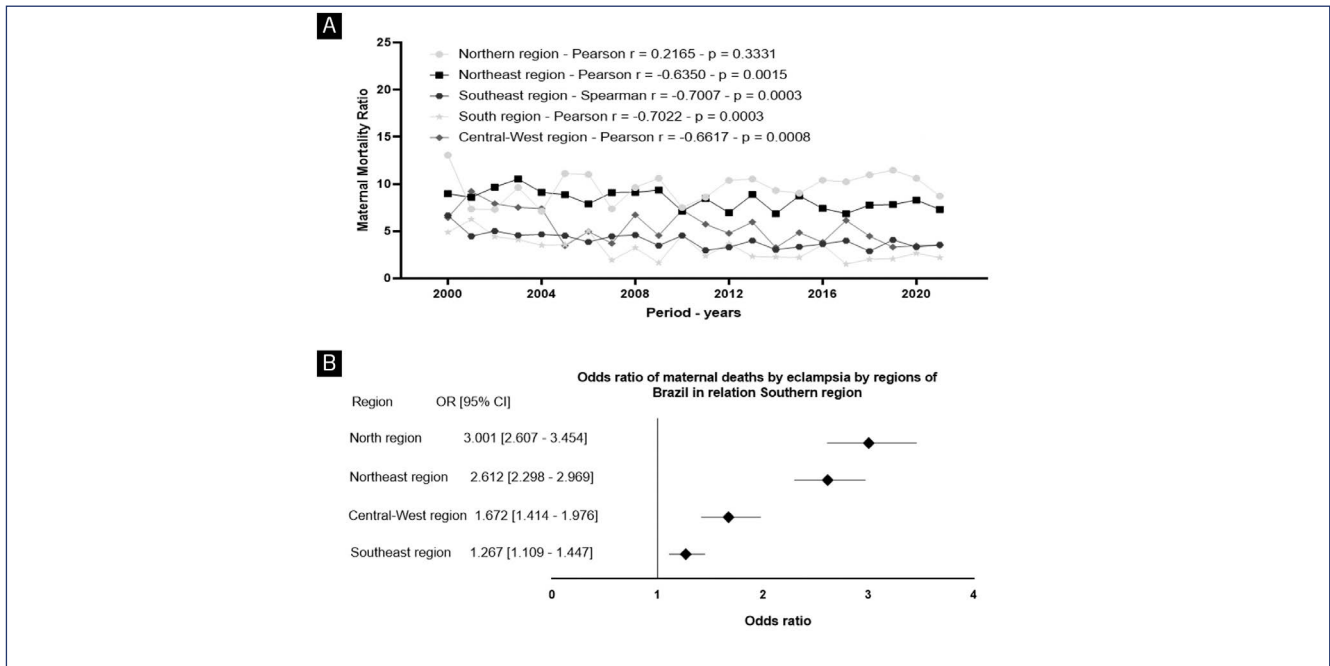 A
25
20
15
10
5
0
Maternal Mortality Ratio
Northern region - Pearson r = 0.2165 - p = 0.3331
Northeast region - Pearson r = -0.6350 - p = 0.0015
Southeast region - Spearman r = -0.7007 - p = 0.0003
South region - Pearson r = -0.7022 - p = 0.0003
Central-West region - Pearson r = -0.6617 - p = 0.0008
2000 2004 2008 2012 2016 2020
Period - years
B
Odds ratio of maternal deaths by eclampsia by regions of
Brazil in relation Southern region
Region OR [95% CI]
North region 3.001 [2.607 - 3.454]
Northeast region 2.612 [2.298 - 2.969]
Central-West region 1.672 [1.414 - 1.976]
Southeast region 1.267 [1.109 - 1.447]
0 1 2 3 4
Odds ratio